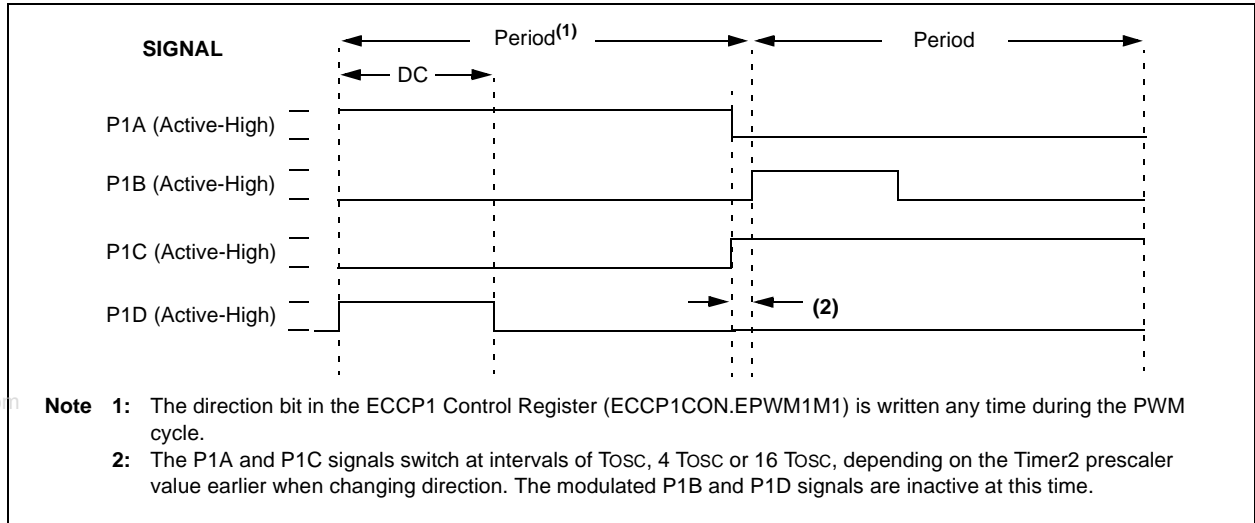 SIGNAL
Period(1)
Period
DC
P1A (Active-High)
P1B (Active-High)
P1C (Active-High)
P1D (Active-High)
(2)
Note 1: The direction bit in the ECCP1 Control Register (ECCP1CON.EPWM1M1) is written any time during the PWM
cycle.
2: The P1A and P1C signals switch at intervals of TOSC, 4 TOSC or 16 TOSC, depending on the Timer2 prescaler
value earlier when changing direction. The modulated P1B and P1D signals are inactive at this time.